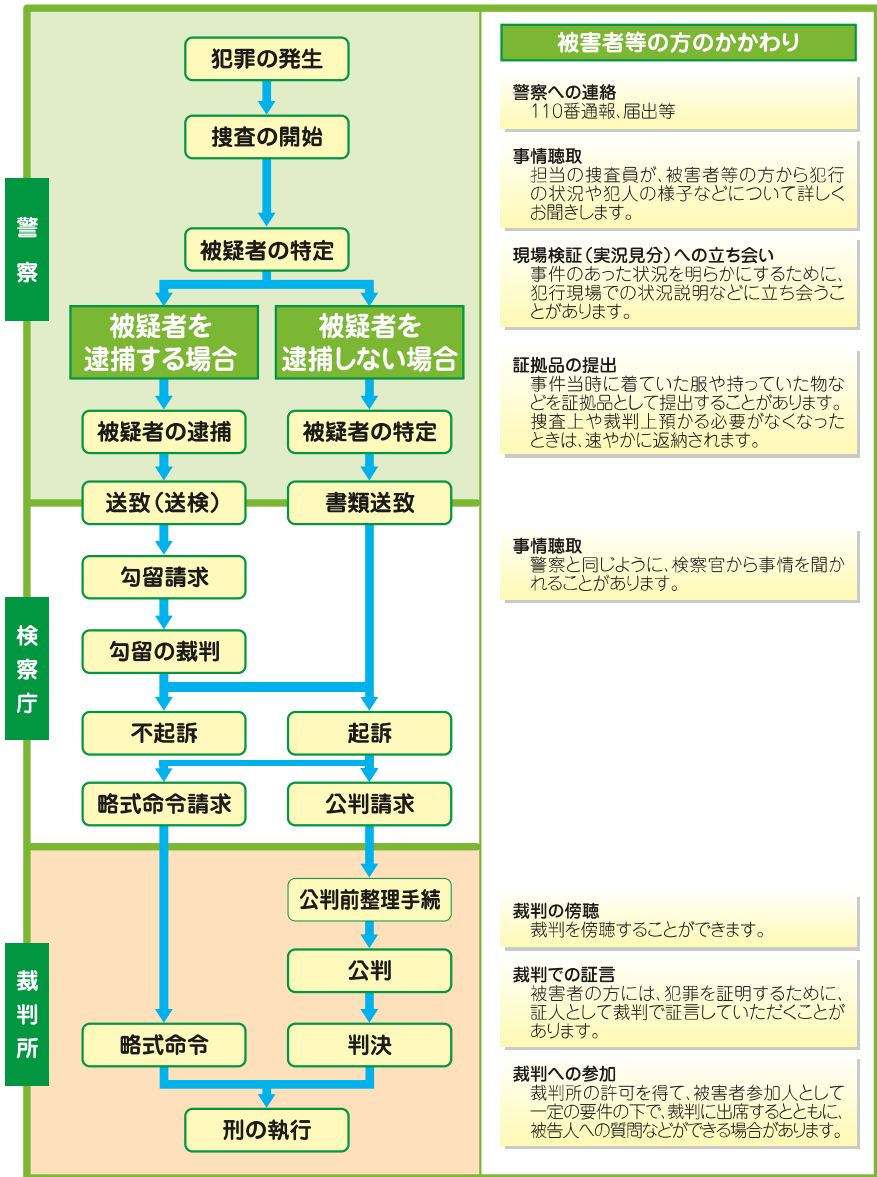 警察
犯罪の発生
捜査の開始
被疑者の特定
被疑者を
逮捕する場合
被疑者を
逮捕しない場合
被疑者の逮捕
被疑者の特定
送致(送検)
書類送致
検察庁
勾留請求
勾留の裁判
不起訴
起訴
略式命令請求
公判請求
裁判所
公判前整理手続
公判
略式命令
判決
刑の執行
被害者等の方のかかわり
警察への連絡
110番通報、届出等
事情聴取
担当の捜査員が、被害者等の方から犯行
の状況や犯人の様子などについて詳しく
お聞きします。
現場検証(実況見分)への立ち会い
事件のあった状況を明らかにするために、
犯行現場での状況説明などに立ち会うこ
とがあります。
証拠品の提出
事件当時に着ていた服や持っていた物な
どを証拠品として提出することがあります。
捜査上や裁判上預かる必要がなくなった
ときは、速やかに返納されます。
事情聴取
警察と同じように、検察官から事情を聞か
れることがあります。
裁判の傍聴
裁判を傍聴することができます。
裁判での証言
被害者の方には、犯罪を証明するために、
証人として裁判で証言していただくことが
あります。
裁判への参加
裁判所の許可を得て、被害者参加人として
一定の要件の下で、裁判に出席するとともに、
被告人への質問などができる場合があります。